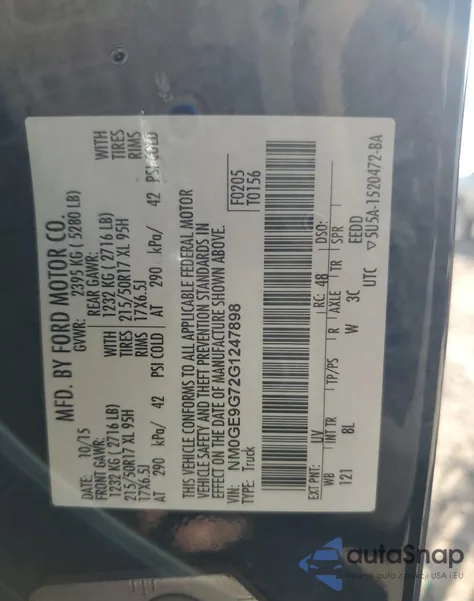 MFD. BY FORD MOTOR CO.
DATE: 10/15 GVWR: 2395 KG ( 5280 LB)
FRONT GAWR: REAR GAWR:
1232 KG ( 2716 LB) WITH 1232 KG ( 2716 LB) WITH
215/50R17 XL 95H TIRES 215/50R17 XL 95H TIRES
17X6.5J RIMS 17X6.5J RIMS
AT 290 kPa/ 42 PSI COLD AT 290 kPa/ 42 PSI COLD
THIS VEHICLE CONFORMS TO ALL APPLICABLE FEDERAL MOTOR
VEHICLE SAFETY AND THEFT PREVENTION STANDARDS IN
EFFECT ON THE DATE OF MANUFACTURE SHOWN ABOVE.
VIN: NM0GE9G72G1247898
TYPE: Truck
F0205
T0156
EXT PNT: UV RC: 48 DSO:
WB INT TR TP/PS R AXLE TR SPR
121 8L W 3C EEDD
UTC ▽5U5A-1520472-BA
autoSnap